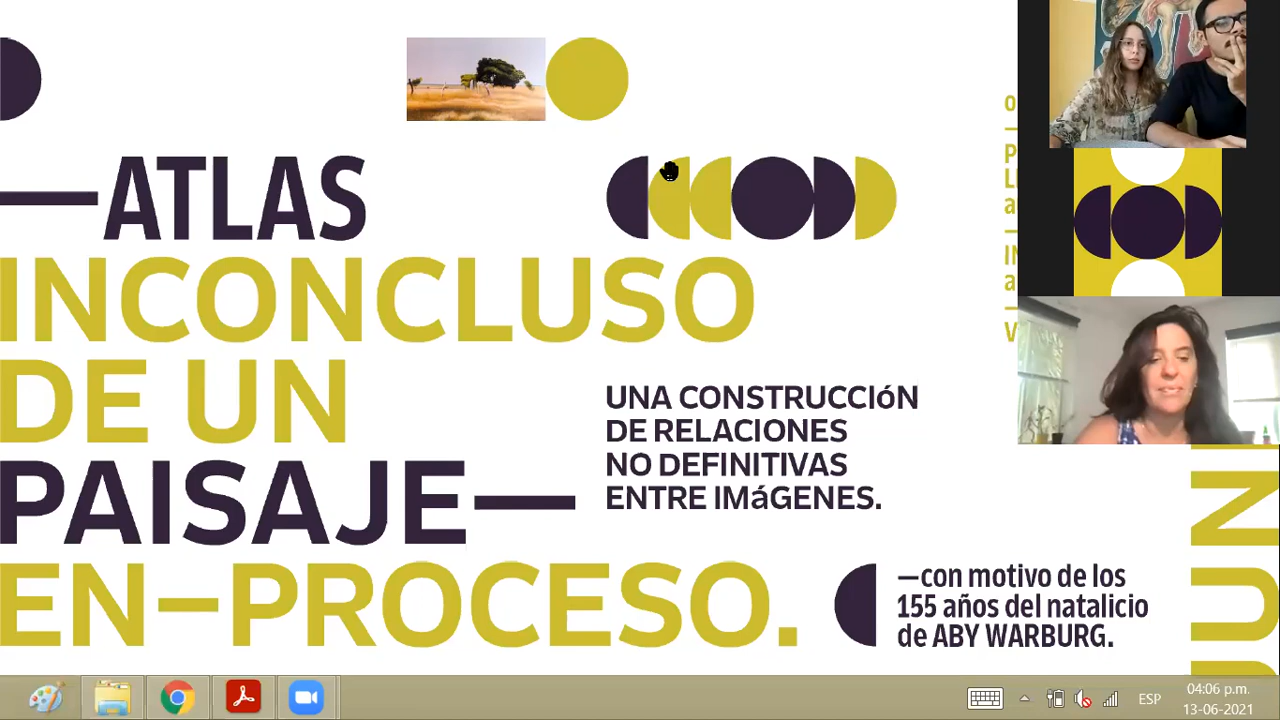 —ATLAS
INCONCLUSO
DE UN
PAISAJE—
EN—PROCESO.
UNA CONSTRUCCIóN
DE RELACIONES
NO DEFINITIVAS
ENTRE IMáGENES.
—con motivo de los
155 años del natalicio
de ABY WARBURG.
ESP
04:06 p.m.
13-06-2021